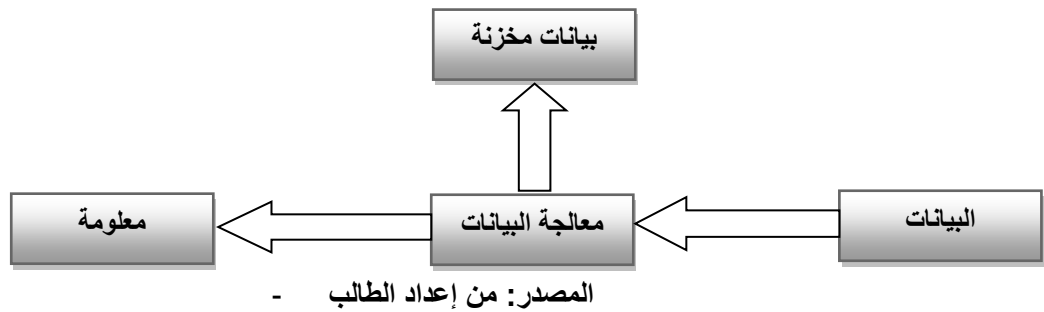 بيانات مخزنة
البيانات
معالجة البيانات
معلومة
المصدر: من إعداد الطالب -